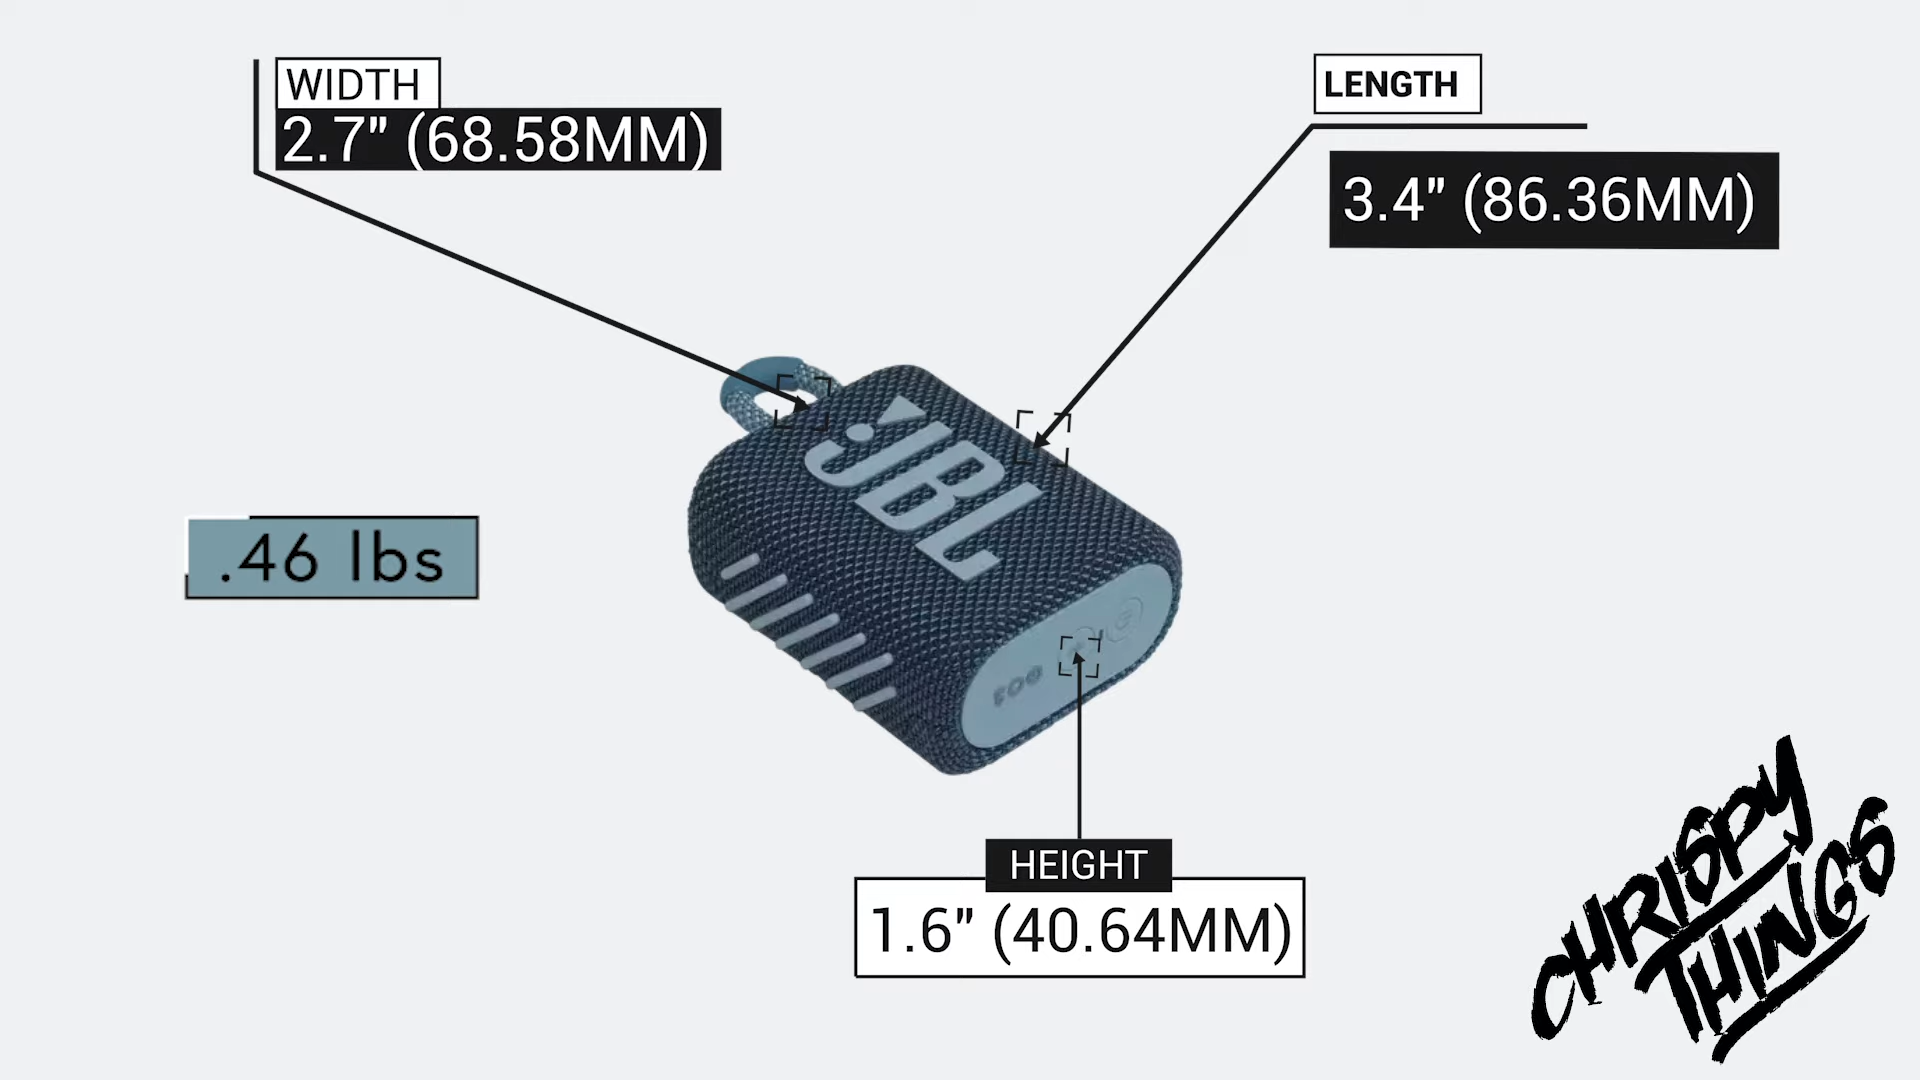 WIDTH
2.7" (68.58MM)
LENGTH
3.4" (86.36MM)
JBL
.46 lbs
GO3
HEIGHT
1.6" (40.64MM)
CHRISPY
THINGS